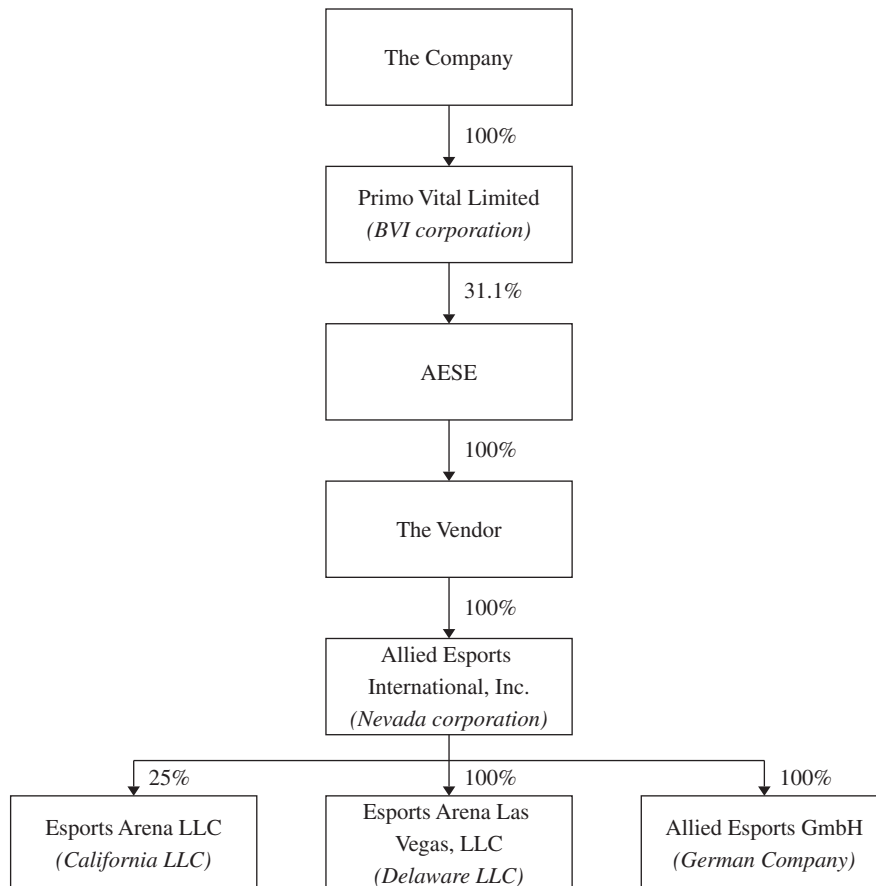 The Company
100%
Primo Vital Limited
(BVI corporation)
31.1%
AESE
100%
The Vendor
100%
Allied Esports
International, Inc.
(Nevada corporation)
25%
100%
100%
Esports Arena LLC
(California LLC)
Esports Arena Las
Vegas, LLC
(Delaware LLC)
Allied Esports GmbH
(German Company)